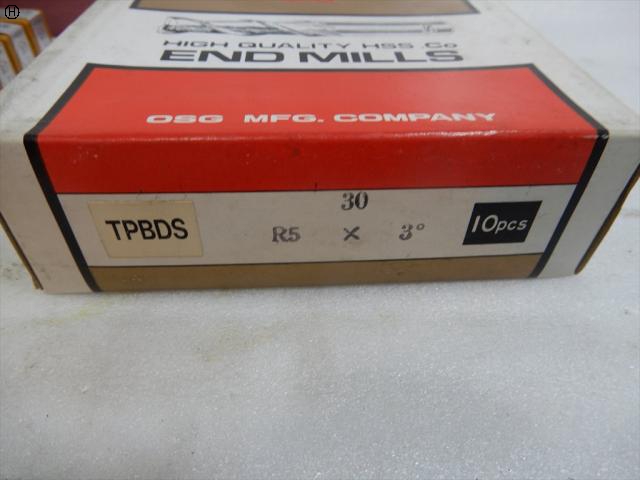 H
HIGH QUALITY HSS.Co
END MILLS
OSG MFG. COMPANY
30
TPBDS R5 × 3° 10pcs